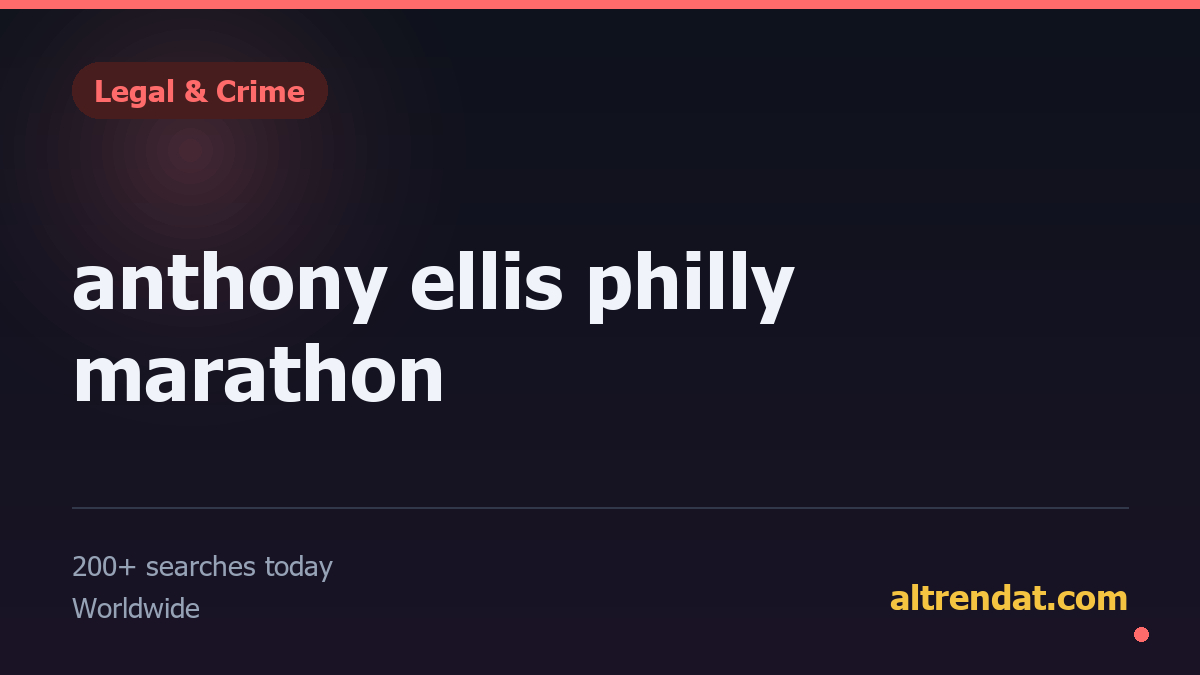 Legal & Crime
anthony ellis philly
marathon
200+ searches today
Worldwide
altrendat.com